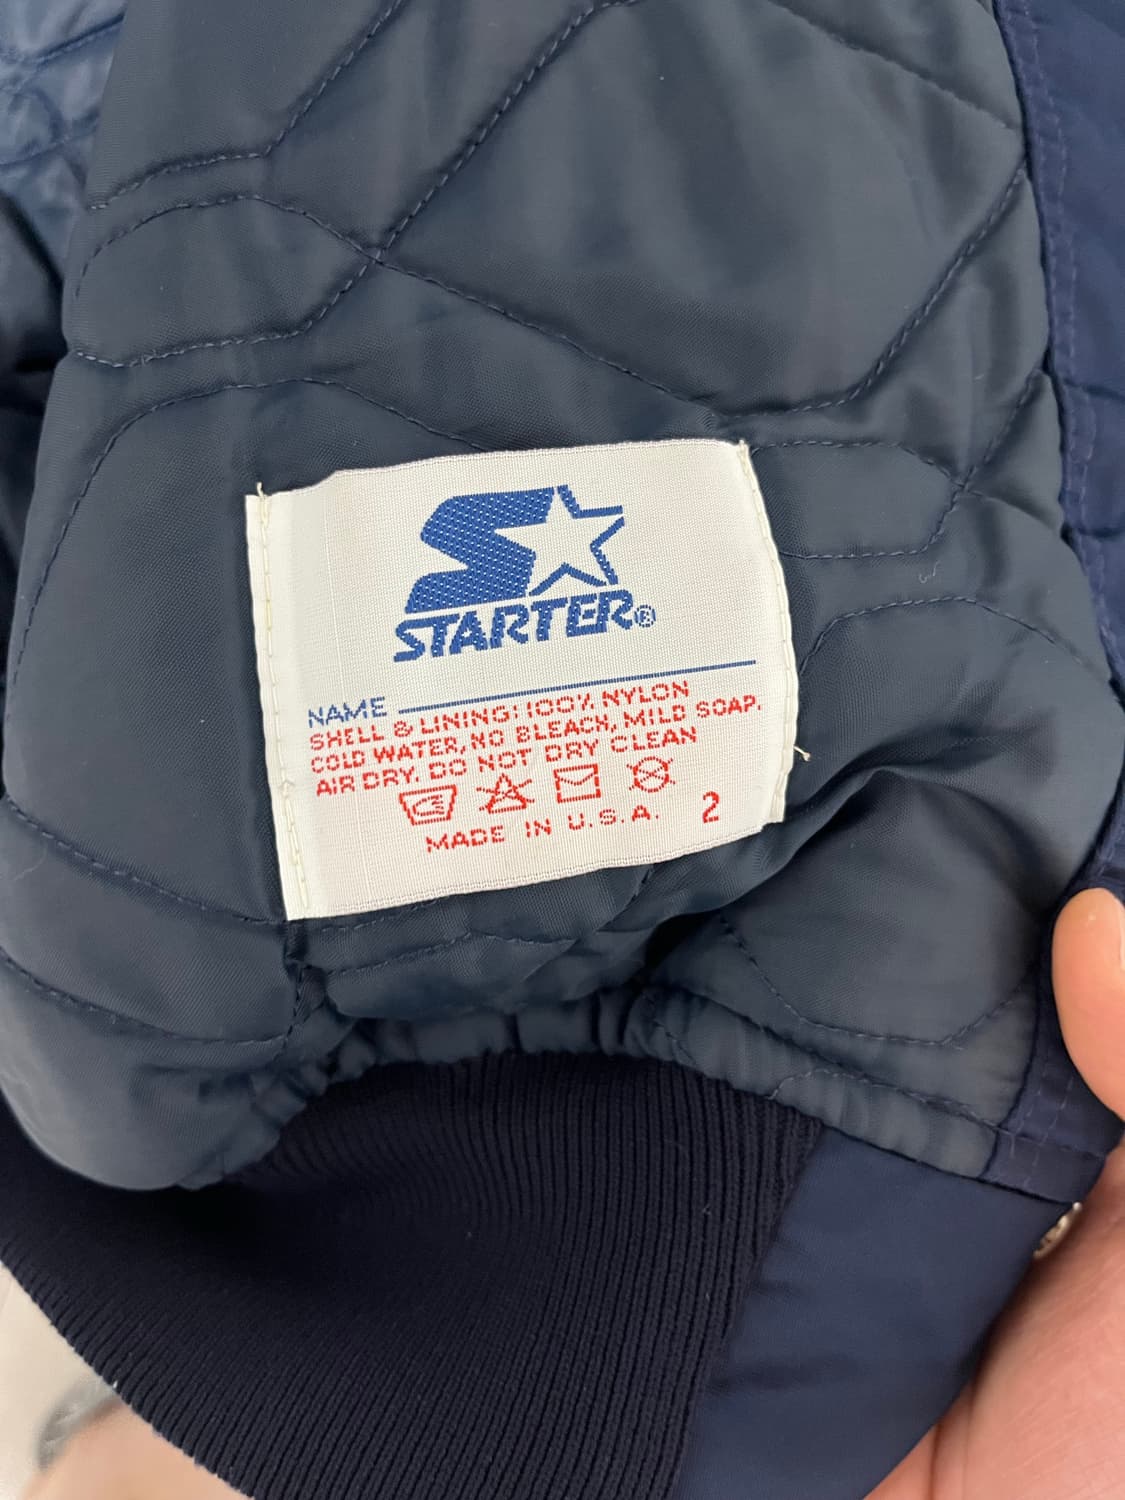 STARTER®
NAME
SHELL & LINING: 100% NYLON
COLD WATER, NO BLEACH, MILD SOAP.
AIR DRY. DO NOT DRY CLEAN
MADE IN U.S.A. 2